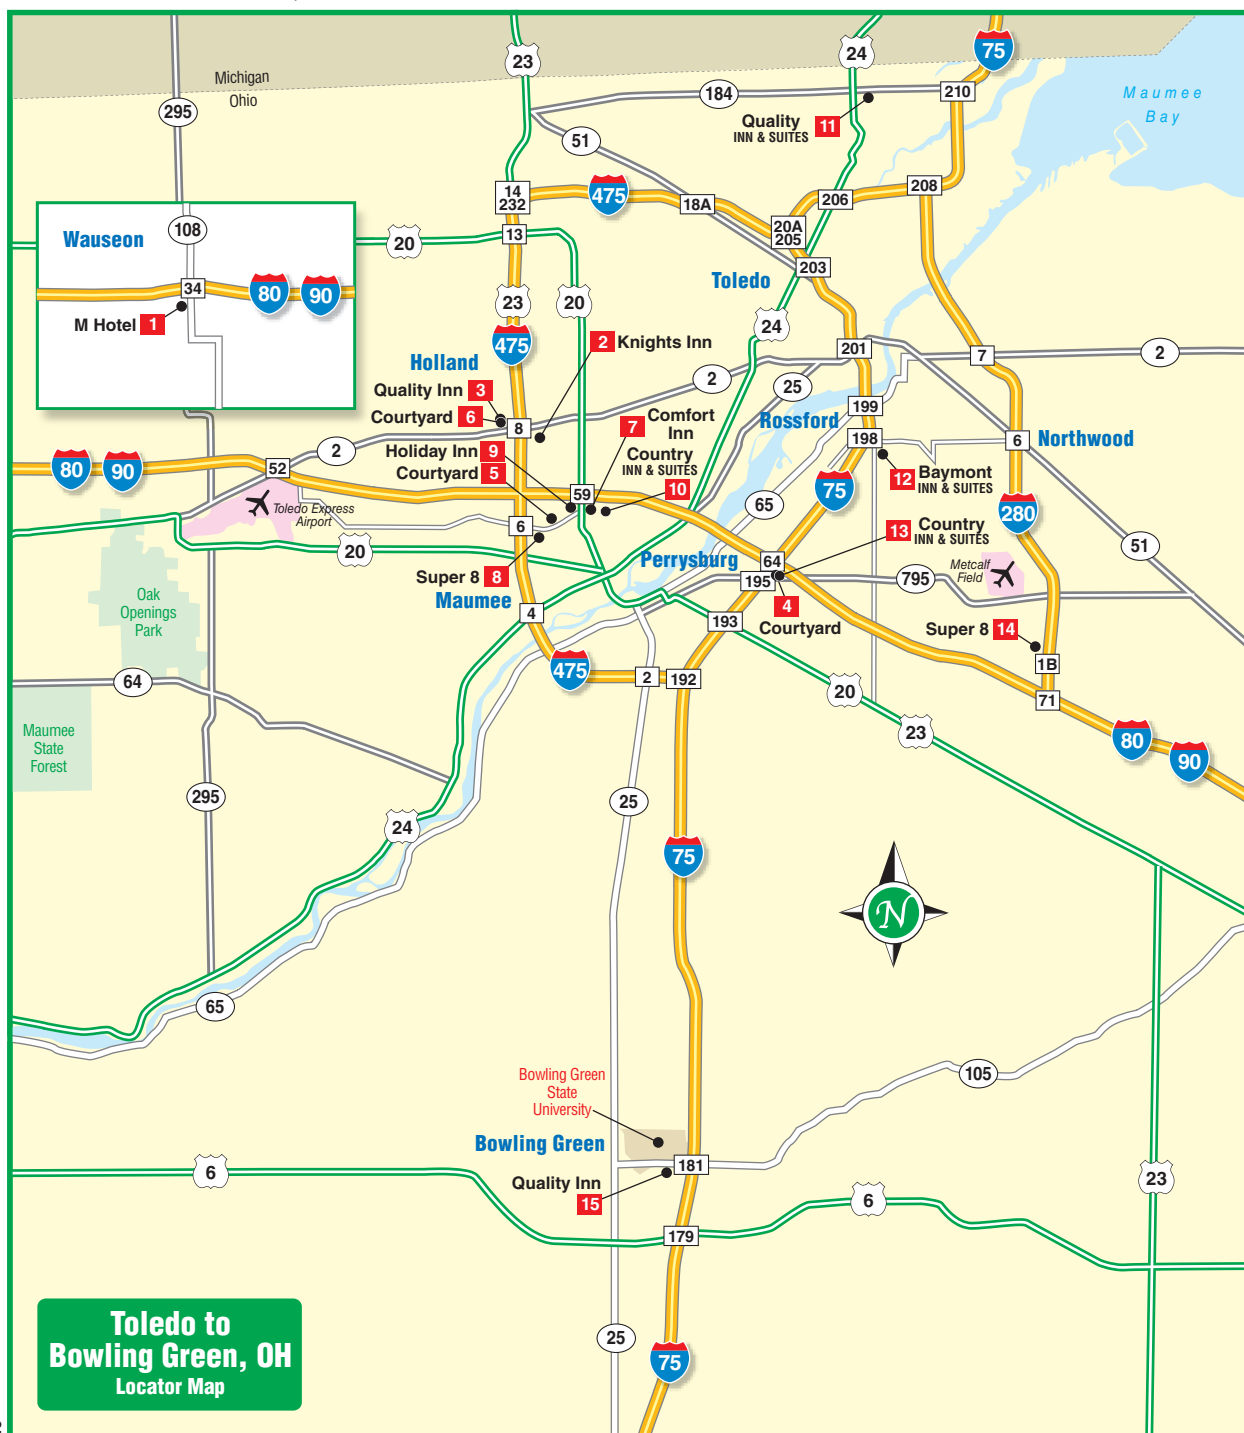 23
24
75
Michigan
Ohio
295
184
210
Maumee
Bay
Quality
INN & SUITES
11
51
14
232
475
18A
206
208
20A
205
Wauseon
108
20
13
203
Toledo
34
80
90
M Hotel 1
23
20
24
475
2 Knights Inn
201
7
2
Holland
Quality Inn 3
2
25
Courtyard 6
8
7
Comfort
Inn
199
Rossford
198
6
Northwood
2
Holiday Inn 9
Country
INN & SUITES
Courtyard 5
10
80
90
52
59
75
12
Baymont
INN & SUITES
65
280
Toledo Express
Airport
6
13
Country
INN & SUITES
51
20
Perrysburg
64
195
795
Metcalf
Field
Super 8 8
Maumee
4
4
Courtyard
Oak
Openings
Park
193
Super 8 14
1B
64
475
2
192
20
71
23
Maumee
State
Forest
80
90
295
25
24
75
N
65
105
Bowling Green
State
University
Bowling Green
181
6
Quality Inn
15
23
6
179
25
75
Toledo to
Bowling Green, OH
Locator Map